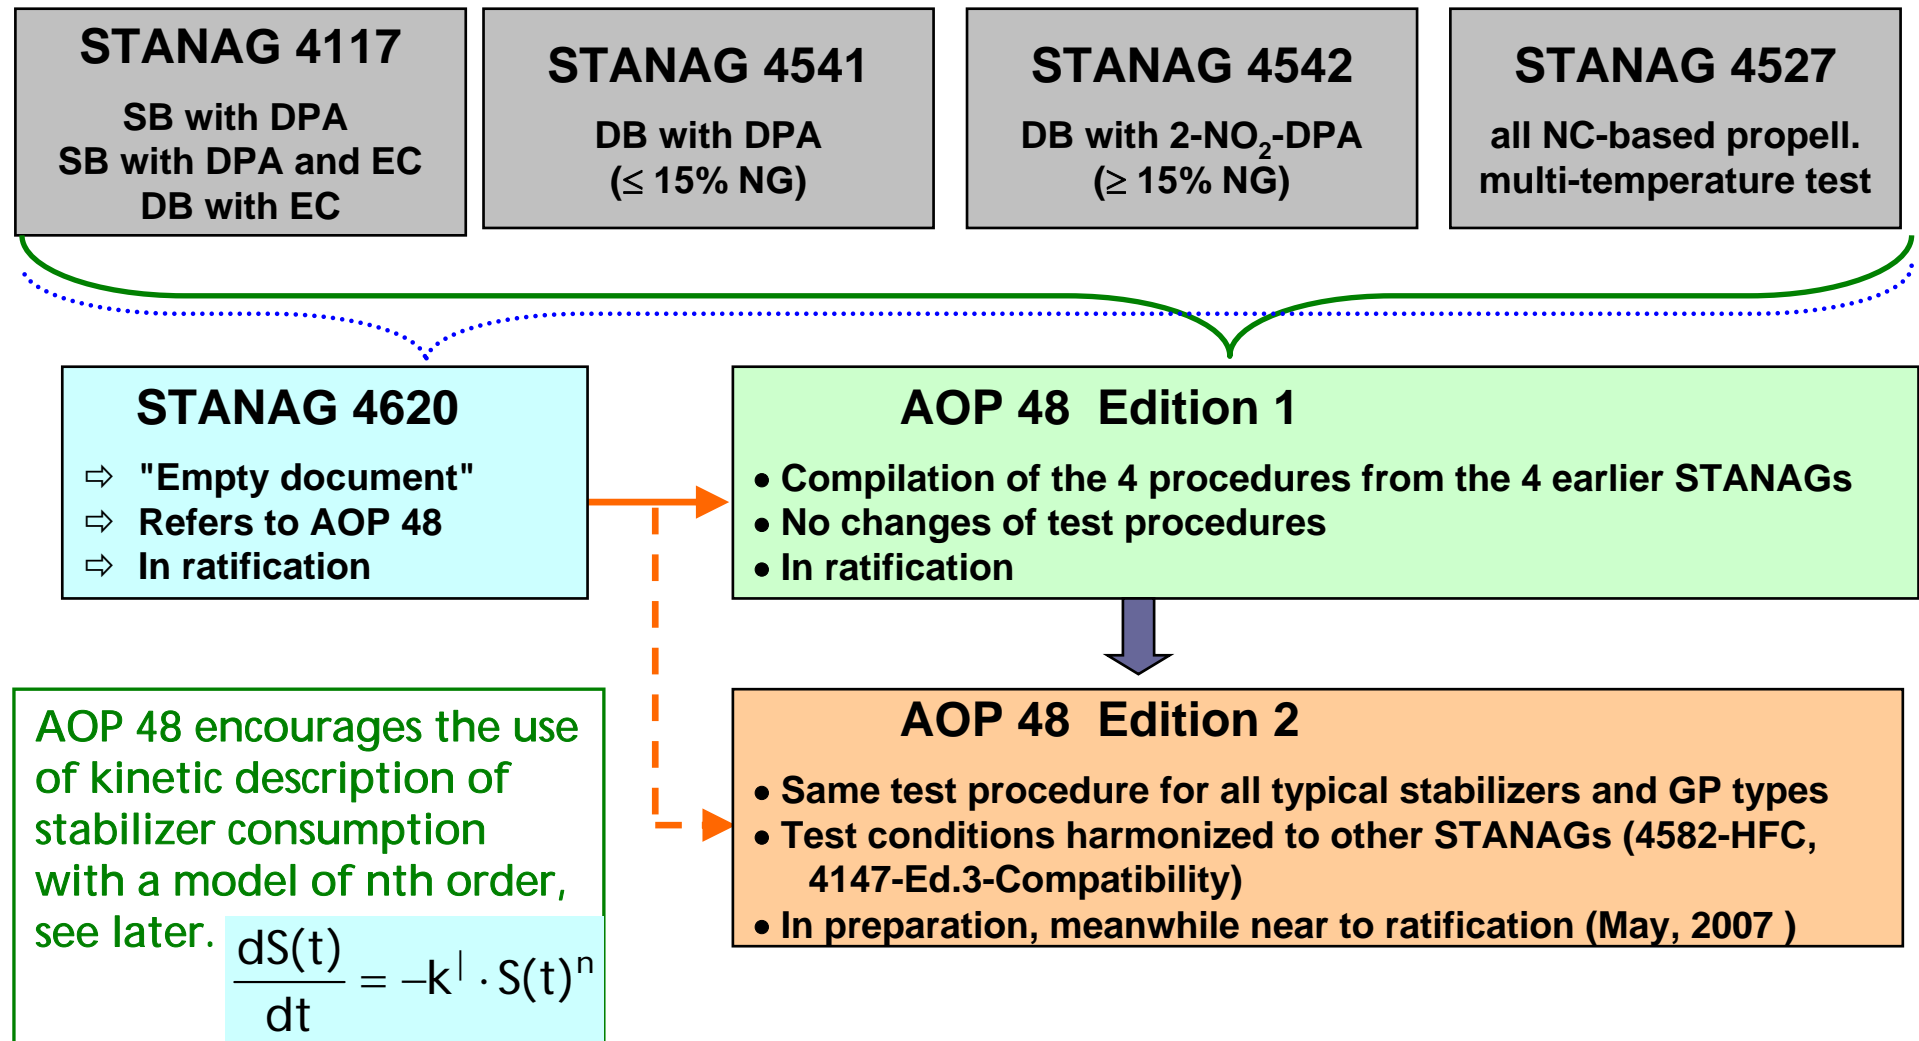 STANAG 4117
SB with DPA
SB with DPA and EC
DB with EC
STANAG 4541
DB with DPA
(≤ 15% NG)
STANAG 4542
DB with 2-NO₂-DPA
(≥ 15% NG)
STANAG 4527
all NC-based propell.
multi-temperature test
STANAG 4620
⇨ "Empty document"
⇨ Refers to AOP 48
⇨ In ratification
AOP 48 Edition 1
• Compilation of the 4 procedures from the 4 earlier STANAGs
• No changes of test procedures
• In ratification
AOP 48 encourages the use
of kinetic description of
stabilizer consumption
with a model of nth order,
see later.
dS(t)/dt = −k| · S(t)ⁿ
AOP 48 Edition 2
• Same test procedure for all typical stabilizers and GP types
• Test conditions harmonized to other STANAGs (4582-HFC,
4147-Ed.3-Compatibility)
• In preparation, meanwhile near to ratification (May, 2007 )